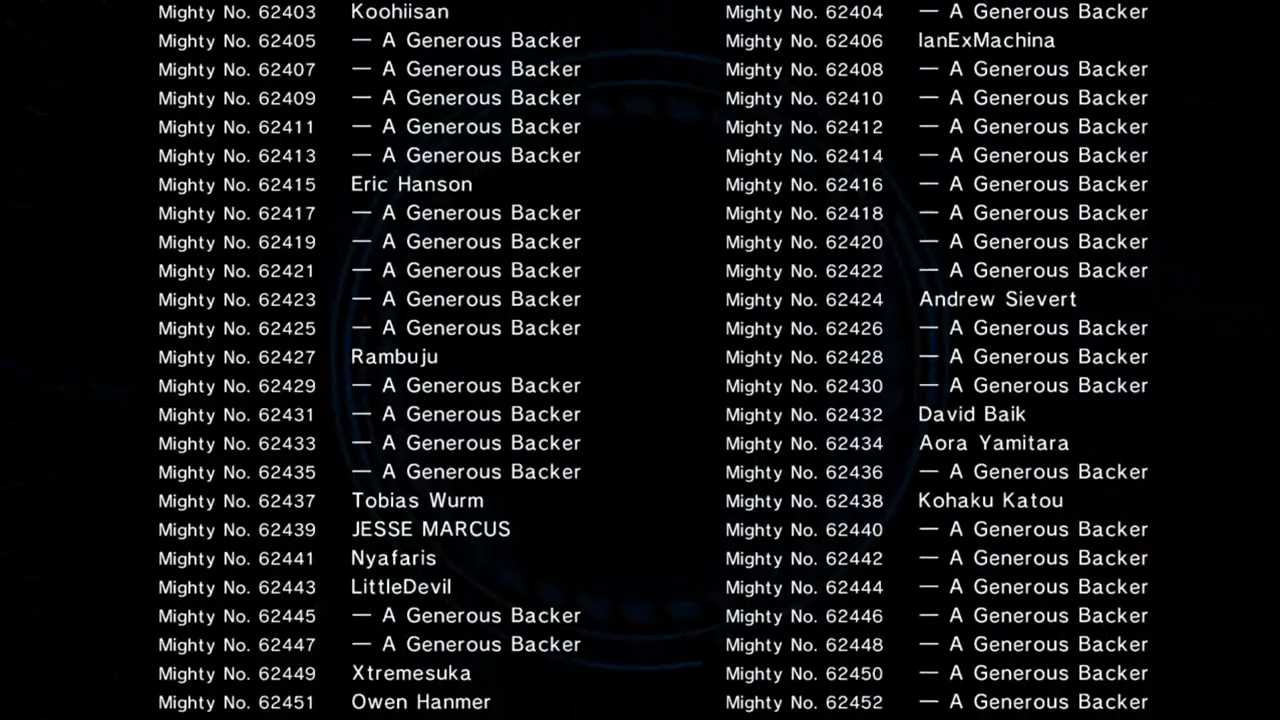 Mighty No. 62403 Koohiisan Mighty No. 62404 — A Generous Backer
Mighty No. 62405 — A Generous Backer Mighty No. 62406 IanExMachina
Mighty No. 62407 — A Generous Backer Mighty No. 62408 — A Generous Backer
Mighty No. 62409 — A Generous Backer Mighty No. 62410 — A Generous Backer
Mighty No. 62411 — A Generous Backer Mighty No. 62412 — A Generous Backer
Mighty No. 62413 — A Generous Backer Mighty No. 62414 — A Generous Backer
Mighty No. 62415 Eric Hanson Mighty No. 62416 — A Generous Backer
Mighty No. 62417 — A Generous Backer Mighty No. 62418 — A Generous Backer
Mighty No. 62419 — A Generous Backer Mighty No. 62420 — A Generous Backer
Mighty No. 62421 — A Generous Backer Mighty No. 62422 — A Generous Backer
Mighty No. 62423 — A Generous Backer Mighty No. 62424 Andrew Sievert
Mighty No. 62425 — A Generous Backer Mighty No. 62426 — A Generous Backer
Mighty No. 62427 Rambuju Mighty No. 62428 — A Generous Backer
Mighty No. 62429 — A Generous Backer Mighty No. 62430 — A Generous Backer
Mighty No. 62431 — A Generous Backer Mighty No. 62432 David Baik
Mighty No. 62433 — A Generous Backer Mighty No. 62434 Aora Yamitara
Mighty No. 62435 — A Generous Backer Mighty No. 62436 — A Generous Backer
Mighty No. 62437 Tobias Wurm Mighty No. 62438 Kohaku Katou
Mighty No. 62439 JESSE MARCUS Mighty No. 62440 — A Generous Backer
Mighty No. 62441 Nyafaris Mighty No. 62442 — A Generous Backer
Mighty No. 62443 LittleDevil Mighty No. 62444 — A Generous Backer
Mighty No. 62445 — A Generous Backer Mighty No. 62446 — A Generous Backer
Mighty No. 62447 — A Generous Backer Mighty No. 62448 — A Generous Backer
Mighty No. 62449 Xtremesuka Mighty No. 62450 — A Generous Backer
Mighty No. 62451 Owen Hanmer Mighty No. 62452 — A Generous Backer